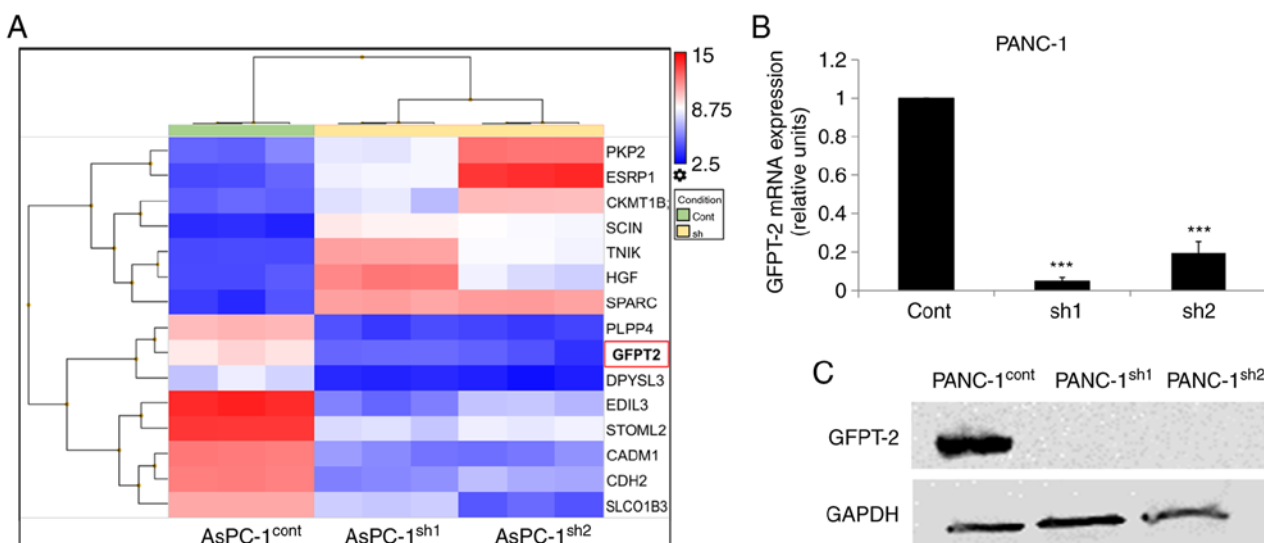 A
15
8.75
2.5
Condition
Cont
sh
PKP2
ESRP1
CKMT1B;
SCIN
TNIK
HGF
SPARC
PLPP4
GFPT2
DPYSL3
EDIL3
STOML2
CADM1
CDH2
SLCO1B3
AsPC-1cont AsPC-1sh1 AsPC-1sh2
B
PANC-1
GFPT-2 mRNA expression
(relative units)
1.2
1
0.8
0.6
0.4
0.2
0
*** ***
Cont sh1 sh2
C
PANC-1cont PANC-1sh1 PANC-1sh2
GFPT-2
GAPDH